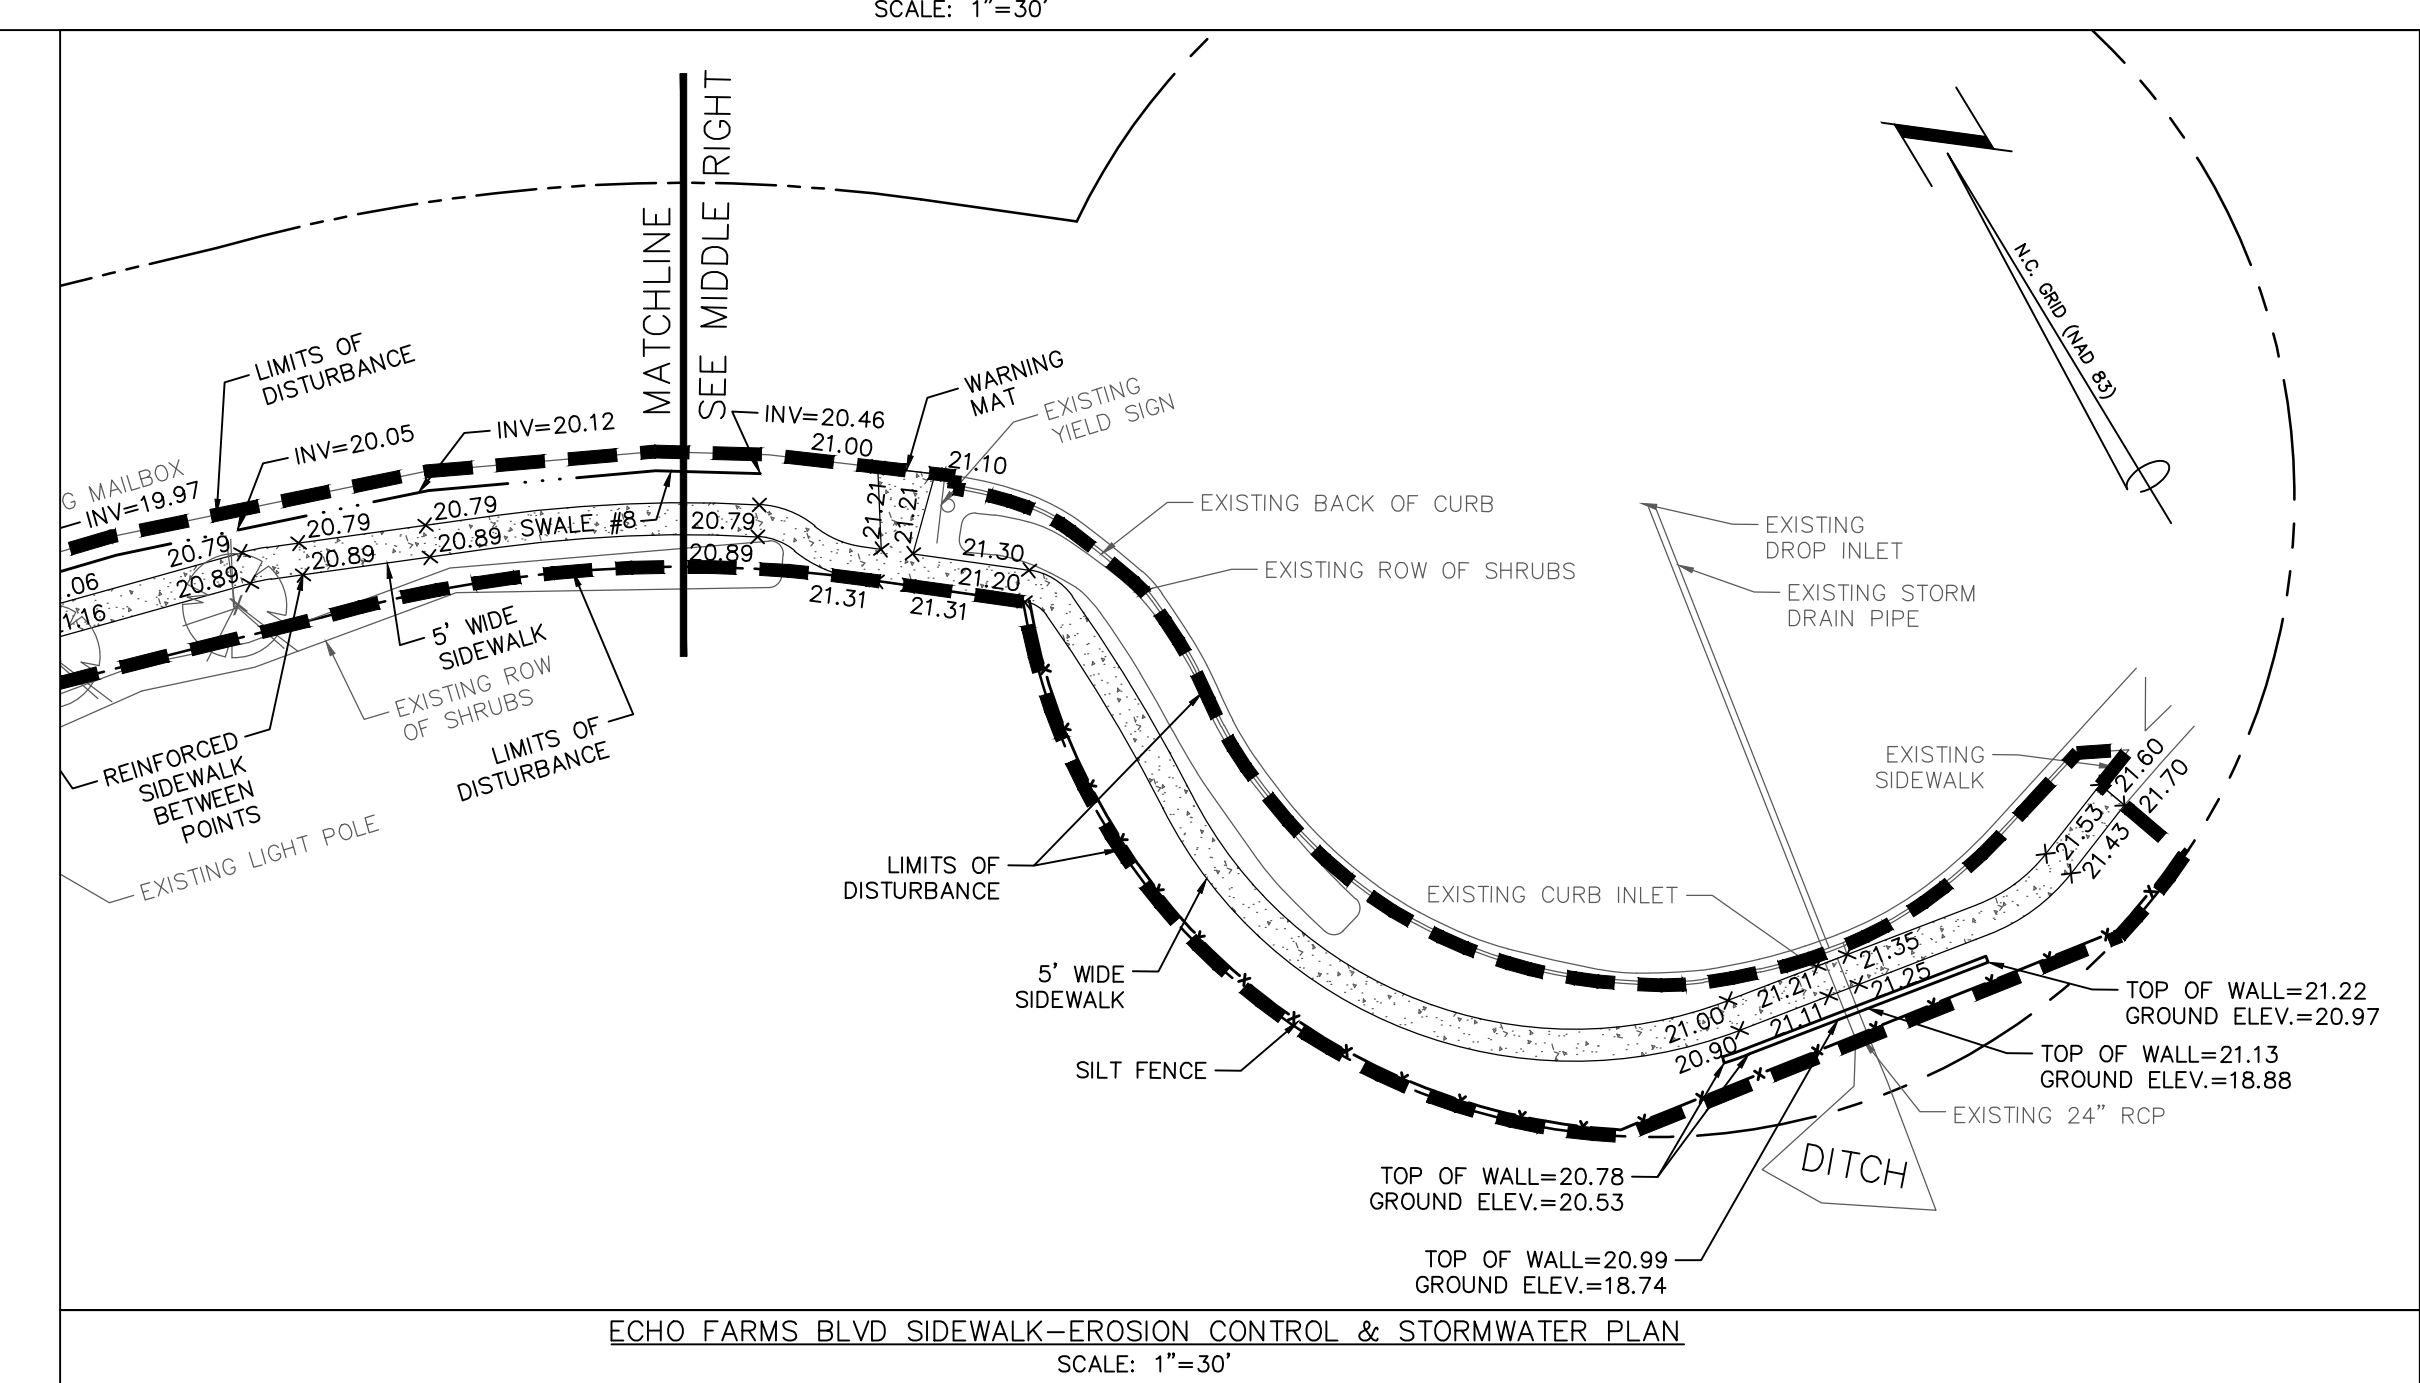 SCALE: 1"=30'
MATCHLINE
SEE MIDDLE RIGHT
N.C. GRID (NAD 83)
LIMITS OF
DISTURBANCE
INV=20.05
INV=20.12
INV=20.46
21.00
WARNING
MAT
EXISTING
YIELD SIGN
21.10
G MAILBOX
INV=19.97
20.79
20.79
20.79
20.79
SWALE #8
20.89
20.89
20.89
20.89
21.21
21.21
21.30
21.20
21.31
21.31
.06
1.16
EXISTING BACK OF CURB
EXISTING ROW OF SHRUBS
EXISTING
DROP INLET
EXISTING STORM
DRAIN PIPE
5' WIDE
SIDEWALK
EXISTING ROW
OF SHRUBS
LIMITS OF
DISTURBANCE
REINFORCED
SIDEWALK
BETWEEN
POINTS
EXISTING LIGHT POLE
LIMITS OF
DISTURBANCE
EXISTING
SIDEWALK
21.60
21.70
21.53
21.43
EXISTING CURB INLET
5' WIDE
SIDEWALK
SILT FENCE
21.35
21.25
21.21
21.11
21.00
20.90
TOP OF WALL=21.22
GROUND ELEV.=20.97
TOP OF WALL=21.13
GROUND ELEV.=18.88
EXISTING 24" RCP
DITCH
TOP OF WALL=20.78
GROUND ELEV.=20.53
TOP OF WALL=20.99
GROUND ELEV.=18.74
ECHO FARMS BLVD SIDEWALK-EROSION CONTROL & STORMWATER PLAN
SCALE: 1"=30'